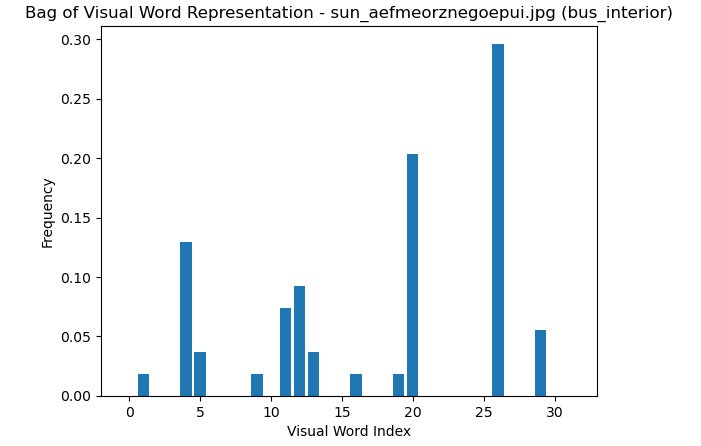 Bag of Visual Word Representation - sun_aefmeorznegoepui.jpg (bus_interior)
0.30
0.25
0.20
0.15
0.10
0.05
0.00
Frequency
0 5 10 15 20 25 30
Visual Word Index